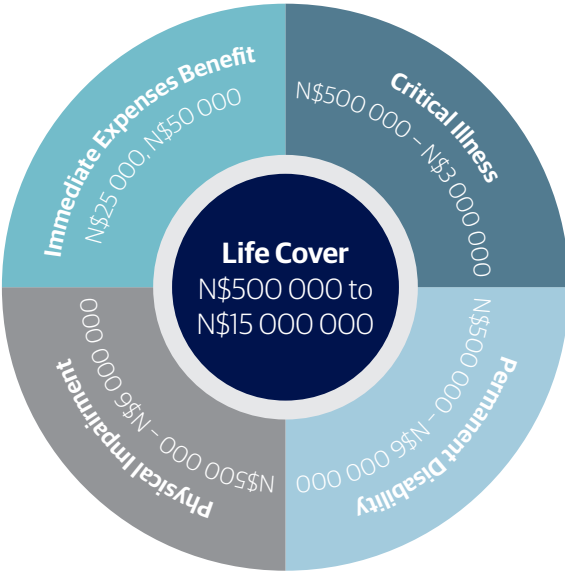 Immediate Expenses Benefit
N$25 000, N$50 000
Critical Illness
N$500 000 – N$3 000 000
Life Cover
N$500 000 to
N$15 000 000
Physical Impairment
N$500 000 – N$6 000 000
Permanent Disability
N$500 000 – N$6 000 000